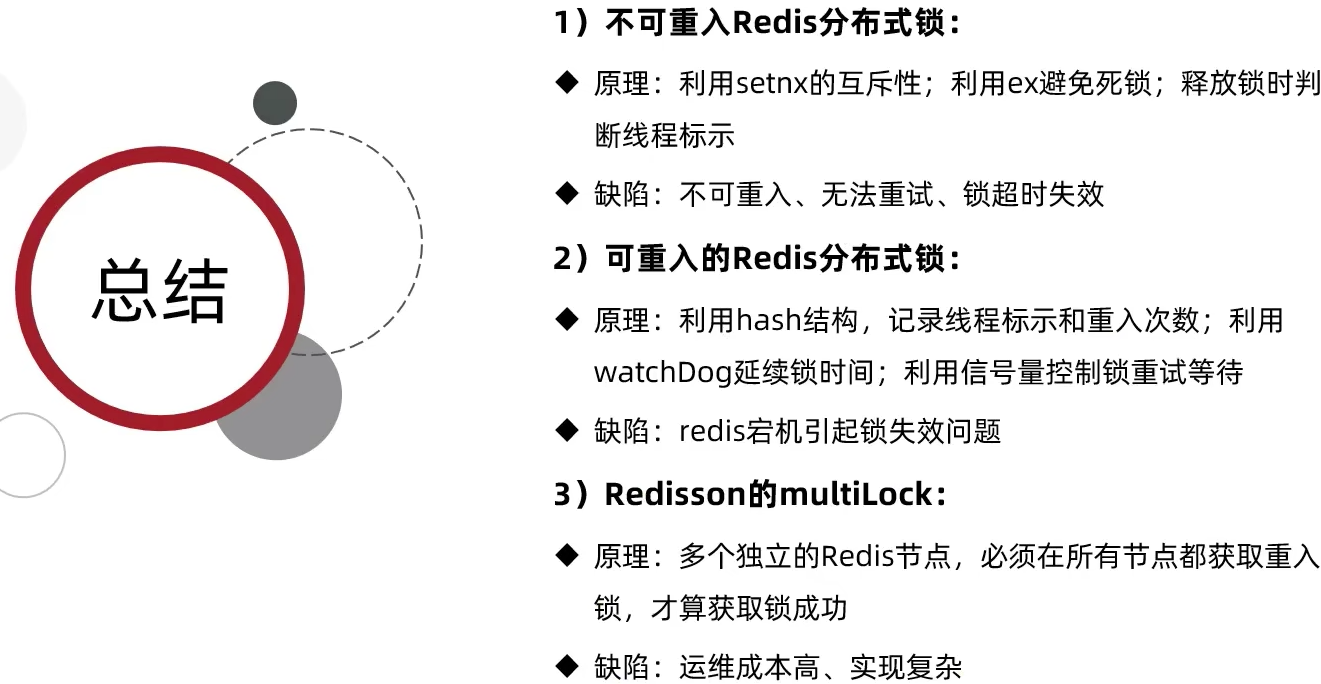 总结
1）不可重入Redis分布式锁：
◆ 原理：利用setnx的互斥性；利用ex避免死锁；释放锁时判
断线程标示
◆ 缺陷：不可重入、无法重试、锁超时失效
2）可重入的Redis分布式锁：
◆ 原理：利用hash结构，记录线程标示和重入次数；利用
watchDog延续锁时间；利用信号量控制锁重试等待
◆ 缺陷：redis宕机引起锁失效问题
3）Redisson的multiLock：
◆ 原理：多个独立的Redis节点，必须在所有节点都获取重入
锁，才算获取锁成功
◆ 缺陷：运维成本高、实现复杂